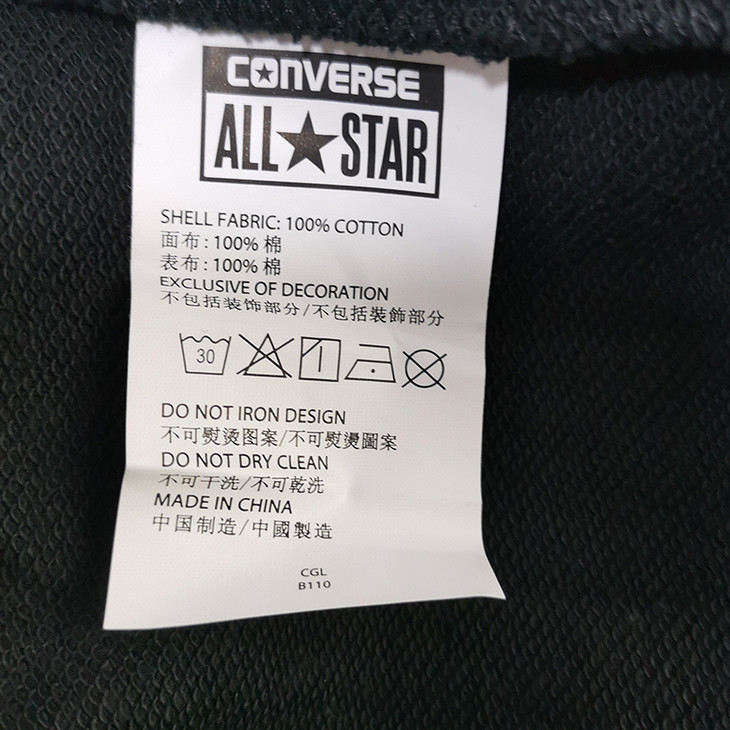 CONVERSE
ALL★STAR
SHELL FABRIC: 100% COTTON
面布: 100% 棉
表布: 100% 棉
EXCLUSIVE OF DECORATION
不包括装饰部分/不包括裝飾部分
30
DO NOT IRON DESIGN
不可熨烫图案/不可熨燙圖案
DO NOT DRY CLEAN
不可干洗/不可乾洗
MADE IN CHINA
中国制造/中國製造
CGL
B110